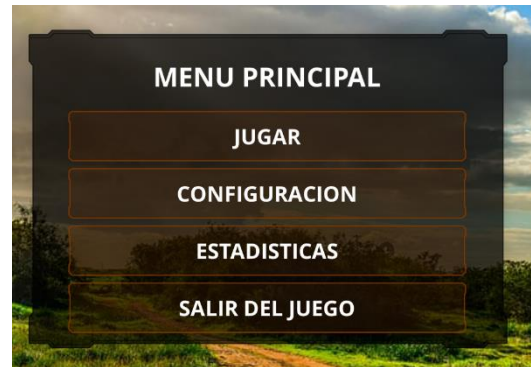 MENU PRINCIPAL
JUGAR
CONFIGURACION
ESTADISTICAS
SALIR DEL JUEGO